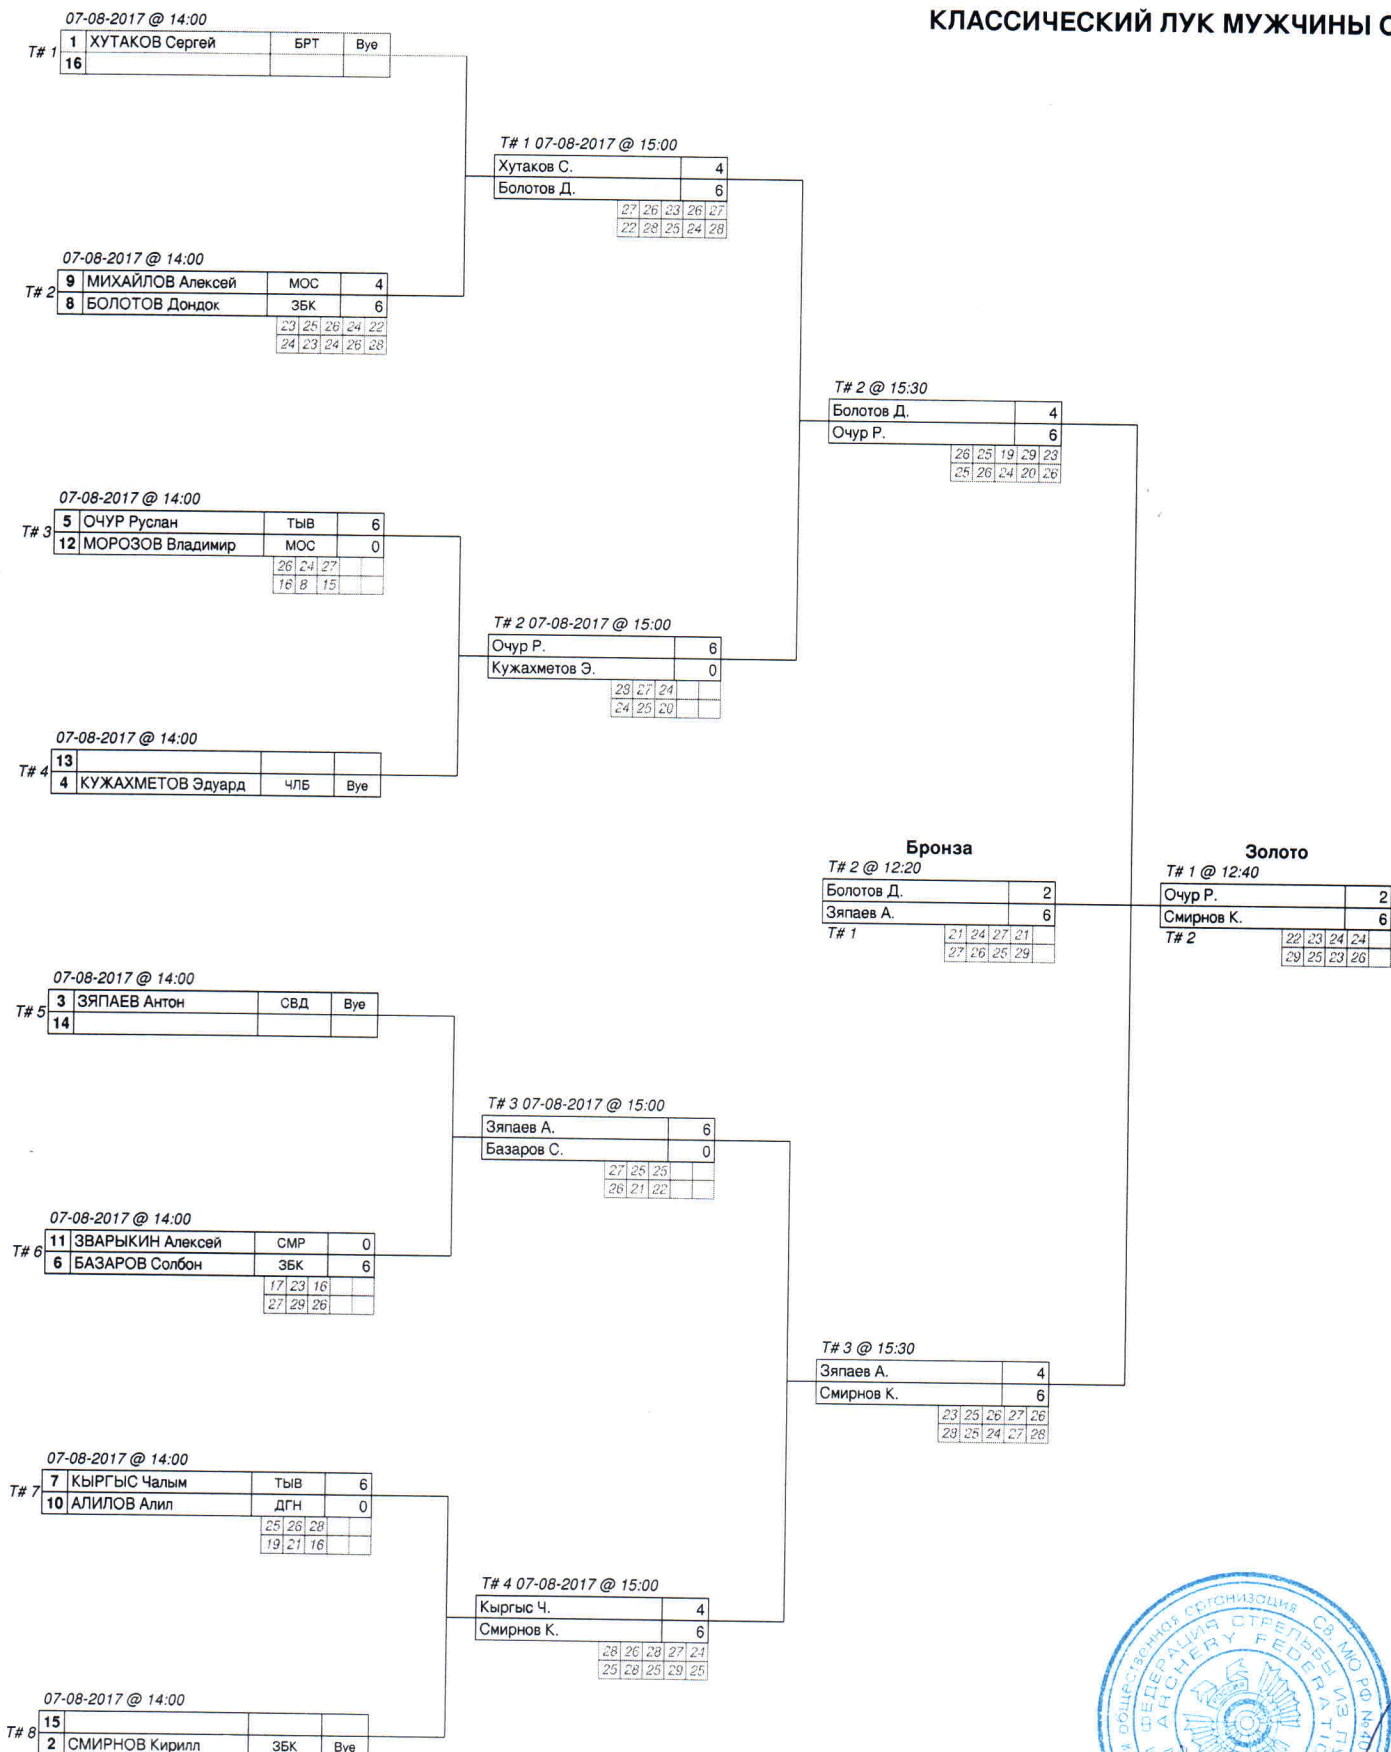 КЛАССИЧЕСКИЙ ЛУК МУЖЧИНЫ
07-08-2017 @ 14:00
T# 1
1 ХУТАКОВ Сергей БРТ Bye
16
T# 1 07-08-2017 @ 15:00
Хутаков С. 4
Болотов Д. 6
27 26 23 26 27
22 28 25 24 28
07-08-2017 @ 14:00
T# 2
9 МИХАЙЛОВ Алексей МОС 4
8 БОЛОТОВ Дондок ЗБК 6
23 25 26 24 22
24 23 24 26 28
T# 2 @ 15:30
Болотов Д. 4
Очур Р. 6
26 25 19 29 23
25 26 24 20 26
07-08-2017 @ 14:00
T# 3
5 ОЧУР Руслан ТЫВ 6
12 МОРОЗОВ Владимир МОС 0
26 24 27
16 8 15
T# 2 07-08-2017 @ 15:00
Очур Р. 6
Кужахметов Э. 0
27 24
24 25 20
07-08-2017 @ 14:00
T# 4
13
4 КУЖАХМЕТОВ Эдуард ЧЛБ Bye
Бронза
T# 2 @ 12:20
Болотов Д. 2
Зяпаев А. 6
T# 1
21 24 27 21
27 26 25 29
Золото
T# 1 @ 12:40
Очур Р. 2
Смирнов К. 6
T# 2
22 23 24 24
29 25 23 26
07-08-2017 @ 14:00
T# 5
3 ЗЯПАЕВ Антон СВД Bye
14
T# 3 07-08-2017 @ 15:00
Зяпаев А. 6
Базаров С. 0
27 25 25
26 21 22
07-08-2017 @ 14:00
T# 6
11 ЗВАРЫКИН Алексей СМР 0
6 БАЗАРОВ Солбон ЗБК 6
17 23 16
27 29 26
T# 3 @ 15:30
Зяпаев А. 4
Смирнов К. 6
23 25 26 27 26
25 24 27 28
07-08-2017 @ 14:00
T# 7
7 КЫРГЫС Чалым ТЫВ 6
10 АЛИЛОВ Алил ДГН 0
25 26 28
19 21 16
T# 4 07-08-2017 @ 15:00
Кыргыс Ч. 4
Смирнов К. 6
28 26 28 27 24
25 28 25 29 25
07-08-2017 @ 14:00
T# 8
15
2 СМИРНОВ Кирилл ЗБК Bye
общественная организация СВ. МЮ РФ №40
ФЕДЕРАЦИЯ СТРЕЛЬБЫ ИЗ
ARCHERY FEDERATIO
РОССИЯ